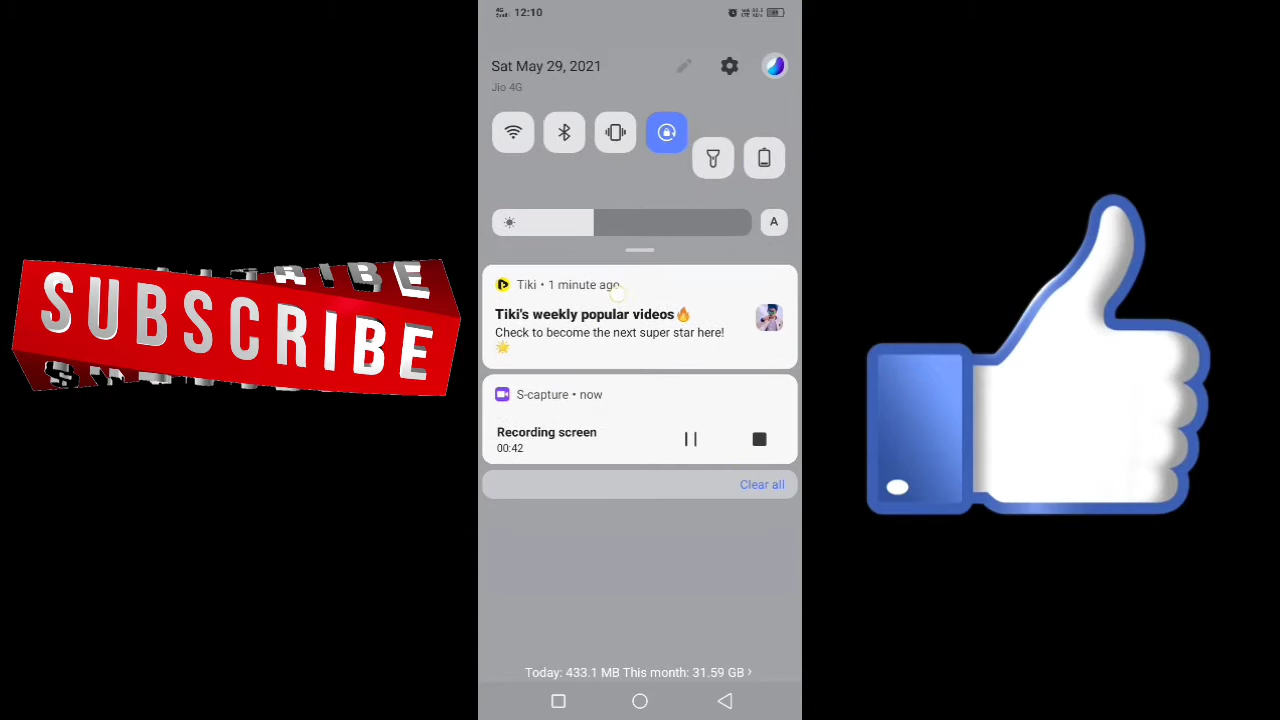 4G
12:10
Sat May 29, 2021
Jio 4G
A
SUBSCRIBE
Tiki • 1 minute ago
Tiki's weekly popular videos🔥
Check to become the next super star here!
🌟
S-capture • now
Recording screen
00:42
Clear all
Today: 433.1 MB This month: 31.59 GB ›